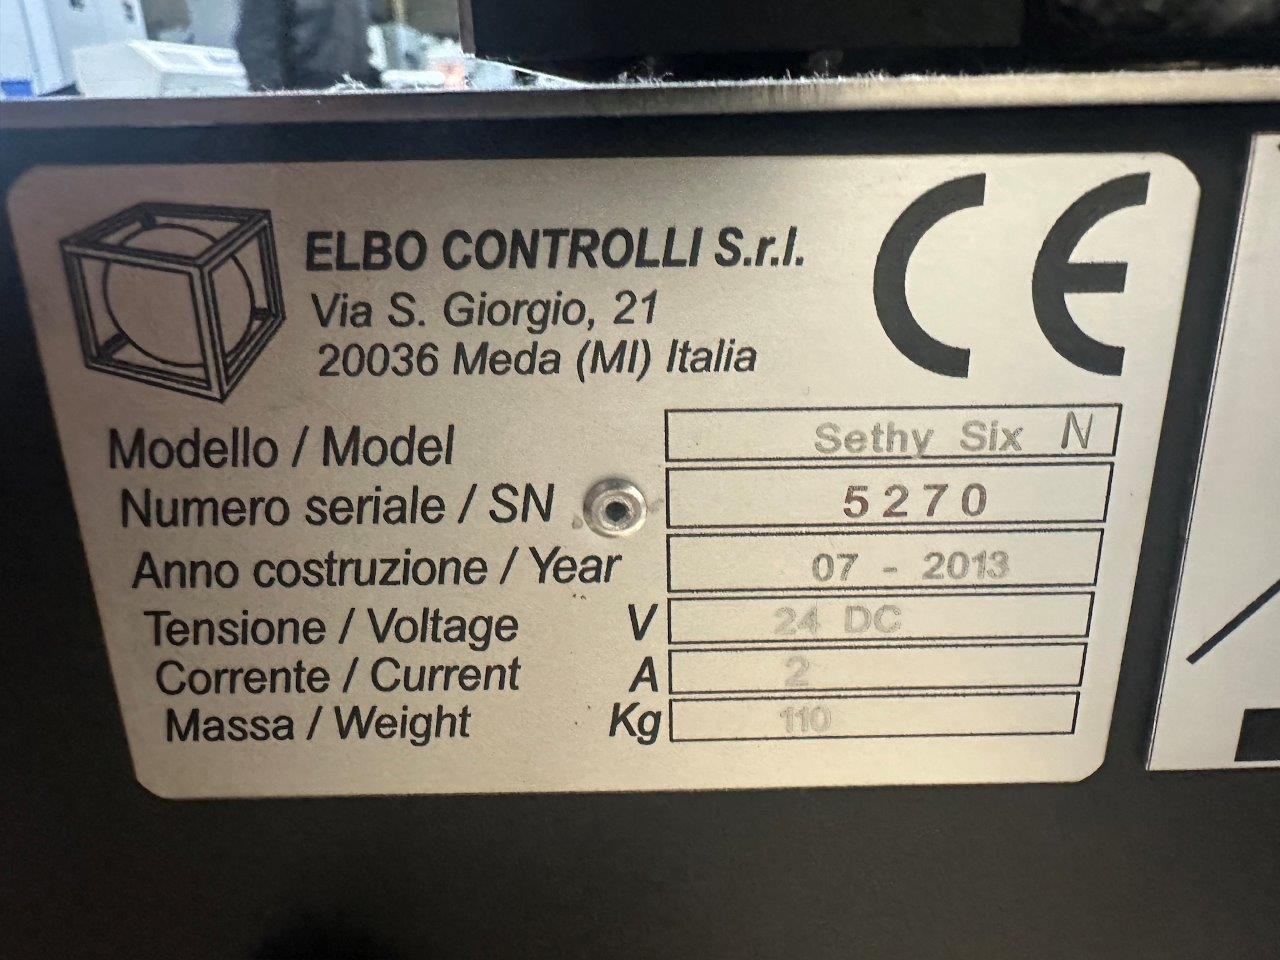 ELBO CONTROLLI S.r.l.
Via S. Giorgio, 21
20036 Meda (MI) Italia
CE
Modello / Model Sethy Six N
Numero seriale / SN 5270
Anno costruzione / Year 07 - 2013
Tensione / Voltage V 24 DC
Corrente / Current A 2
Massa / Weight Kg 110